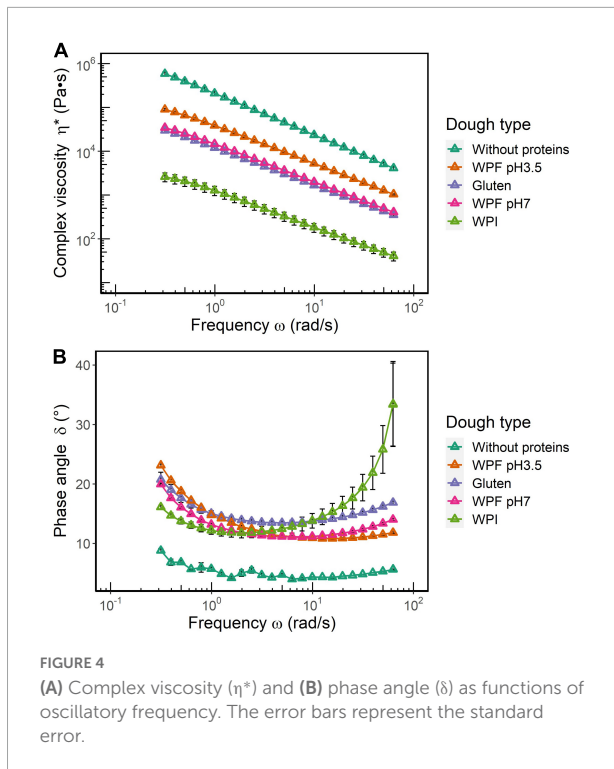 A
10^6
10^4
10^2
Complex viscosity η* (Pa•s)
10^-1 10^0 10^1 10^2
Frequency ω (rad/s)
Dough type
Without proteins
WPF pH3.5
Gluten
WPF pH7
WPI
B
40
30
20
10
Phase angle δ (°)
10^-1 10^0 10^1 10^2
Frequency ω (rad/s)
Dough type
Without proteins
WPF pH3.5
Gluten
WPF pH7
WPI
FIGURE 4
(A) Complex viscosity (η*) and (B) phase angle (δ) as functions of
oscillatory frequency. The error bars represent the standard
error.